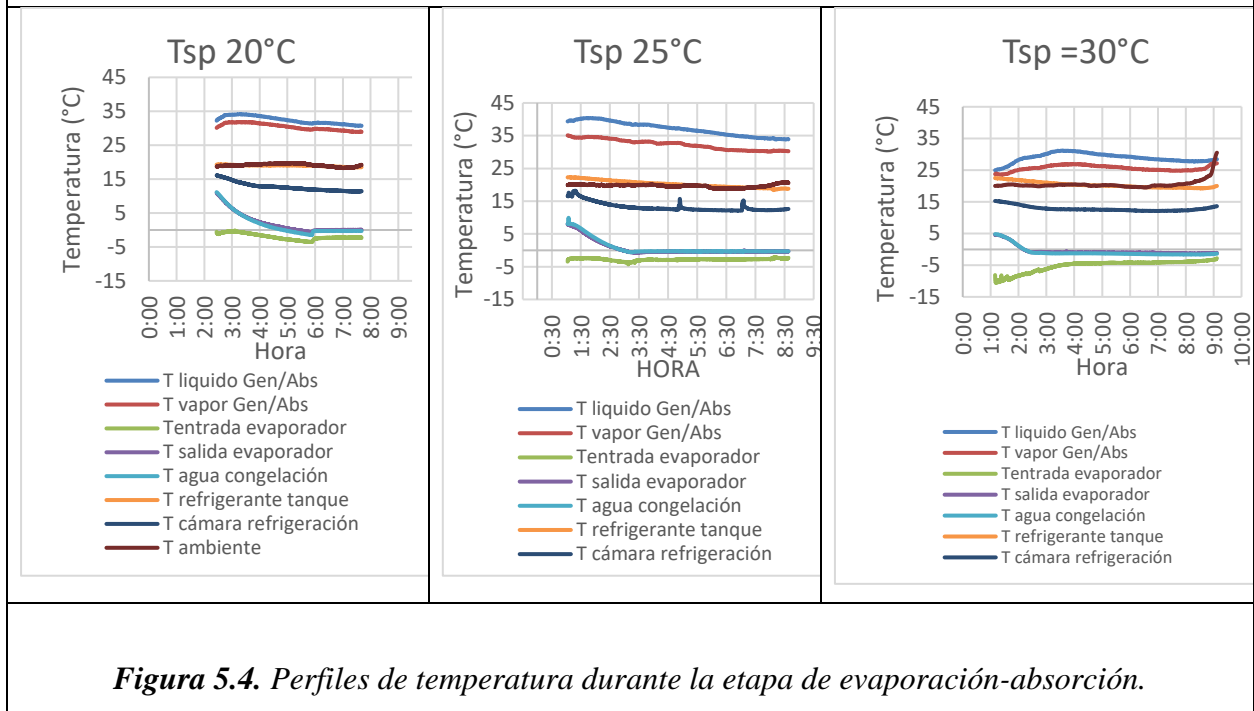 Tsp 20°C
Temperatura (°C)
45
35
25
15
5
-5
-15
0:00
1:00
2:00
3:00
4:00
5:00
6:00
7:00
8:00
9:00
Hora
T liquido Gen/Abs
T vapor Gen/Abs
Tentrada evaporador
T salida evaporador
T agua congelación
T refrigerante tanque
T cámara refrigeración
T ambiente
Tsp 25°C
Temperatura (°C)
45
35
25
15
5
-5
-15
0:30
1:30
2:30
3:30
4:30
5:30
6:30
7:30
8:30
9:30
HORA
T liquido Gen/Abs
T vapor Gen/Abs
Tentrada evaporador
T salida evaporador
T agua congelación
T refrigerante tanque
T cámara refrigeración
Tsp =30°C
Temperatura (°C)
45
35
25
15
5
-5
-15
0:00
1:00
2:00
3:00
4:00
5:00
6:00
7:00
8:00
9:00
10:00
Hora
T liquido Gen/Abs
T vapor Gen/Abs
Tentrada evaporador
T salida evaporador
T agua congelación
T refrigerante tanque
T cámara refrigeración
Figura 5.4. Perfiles de temperatura durante la etapa de evaporación-absorción.